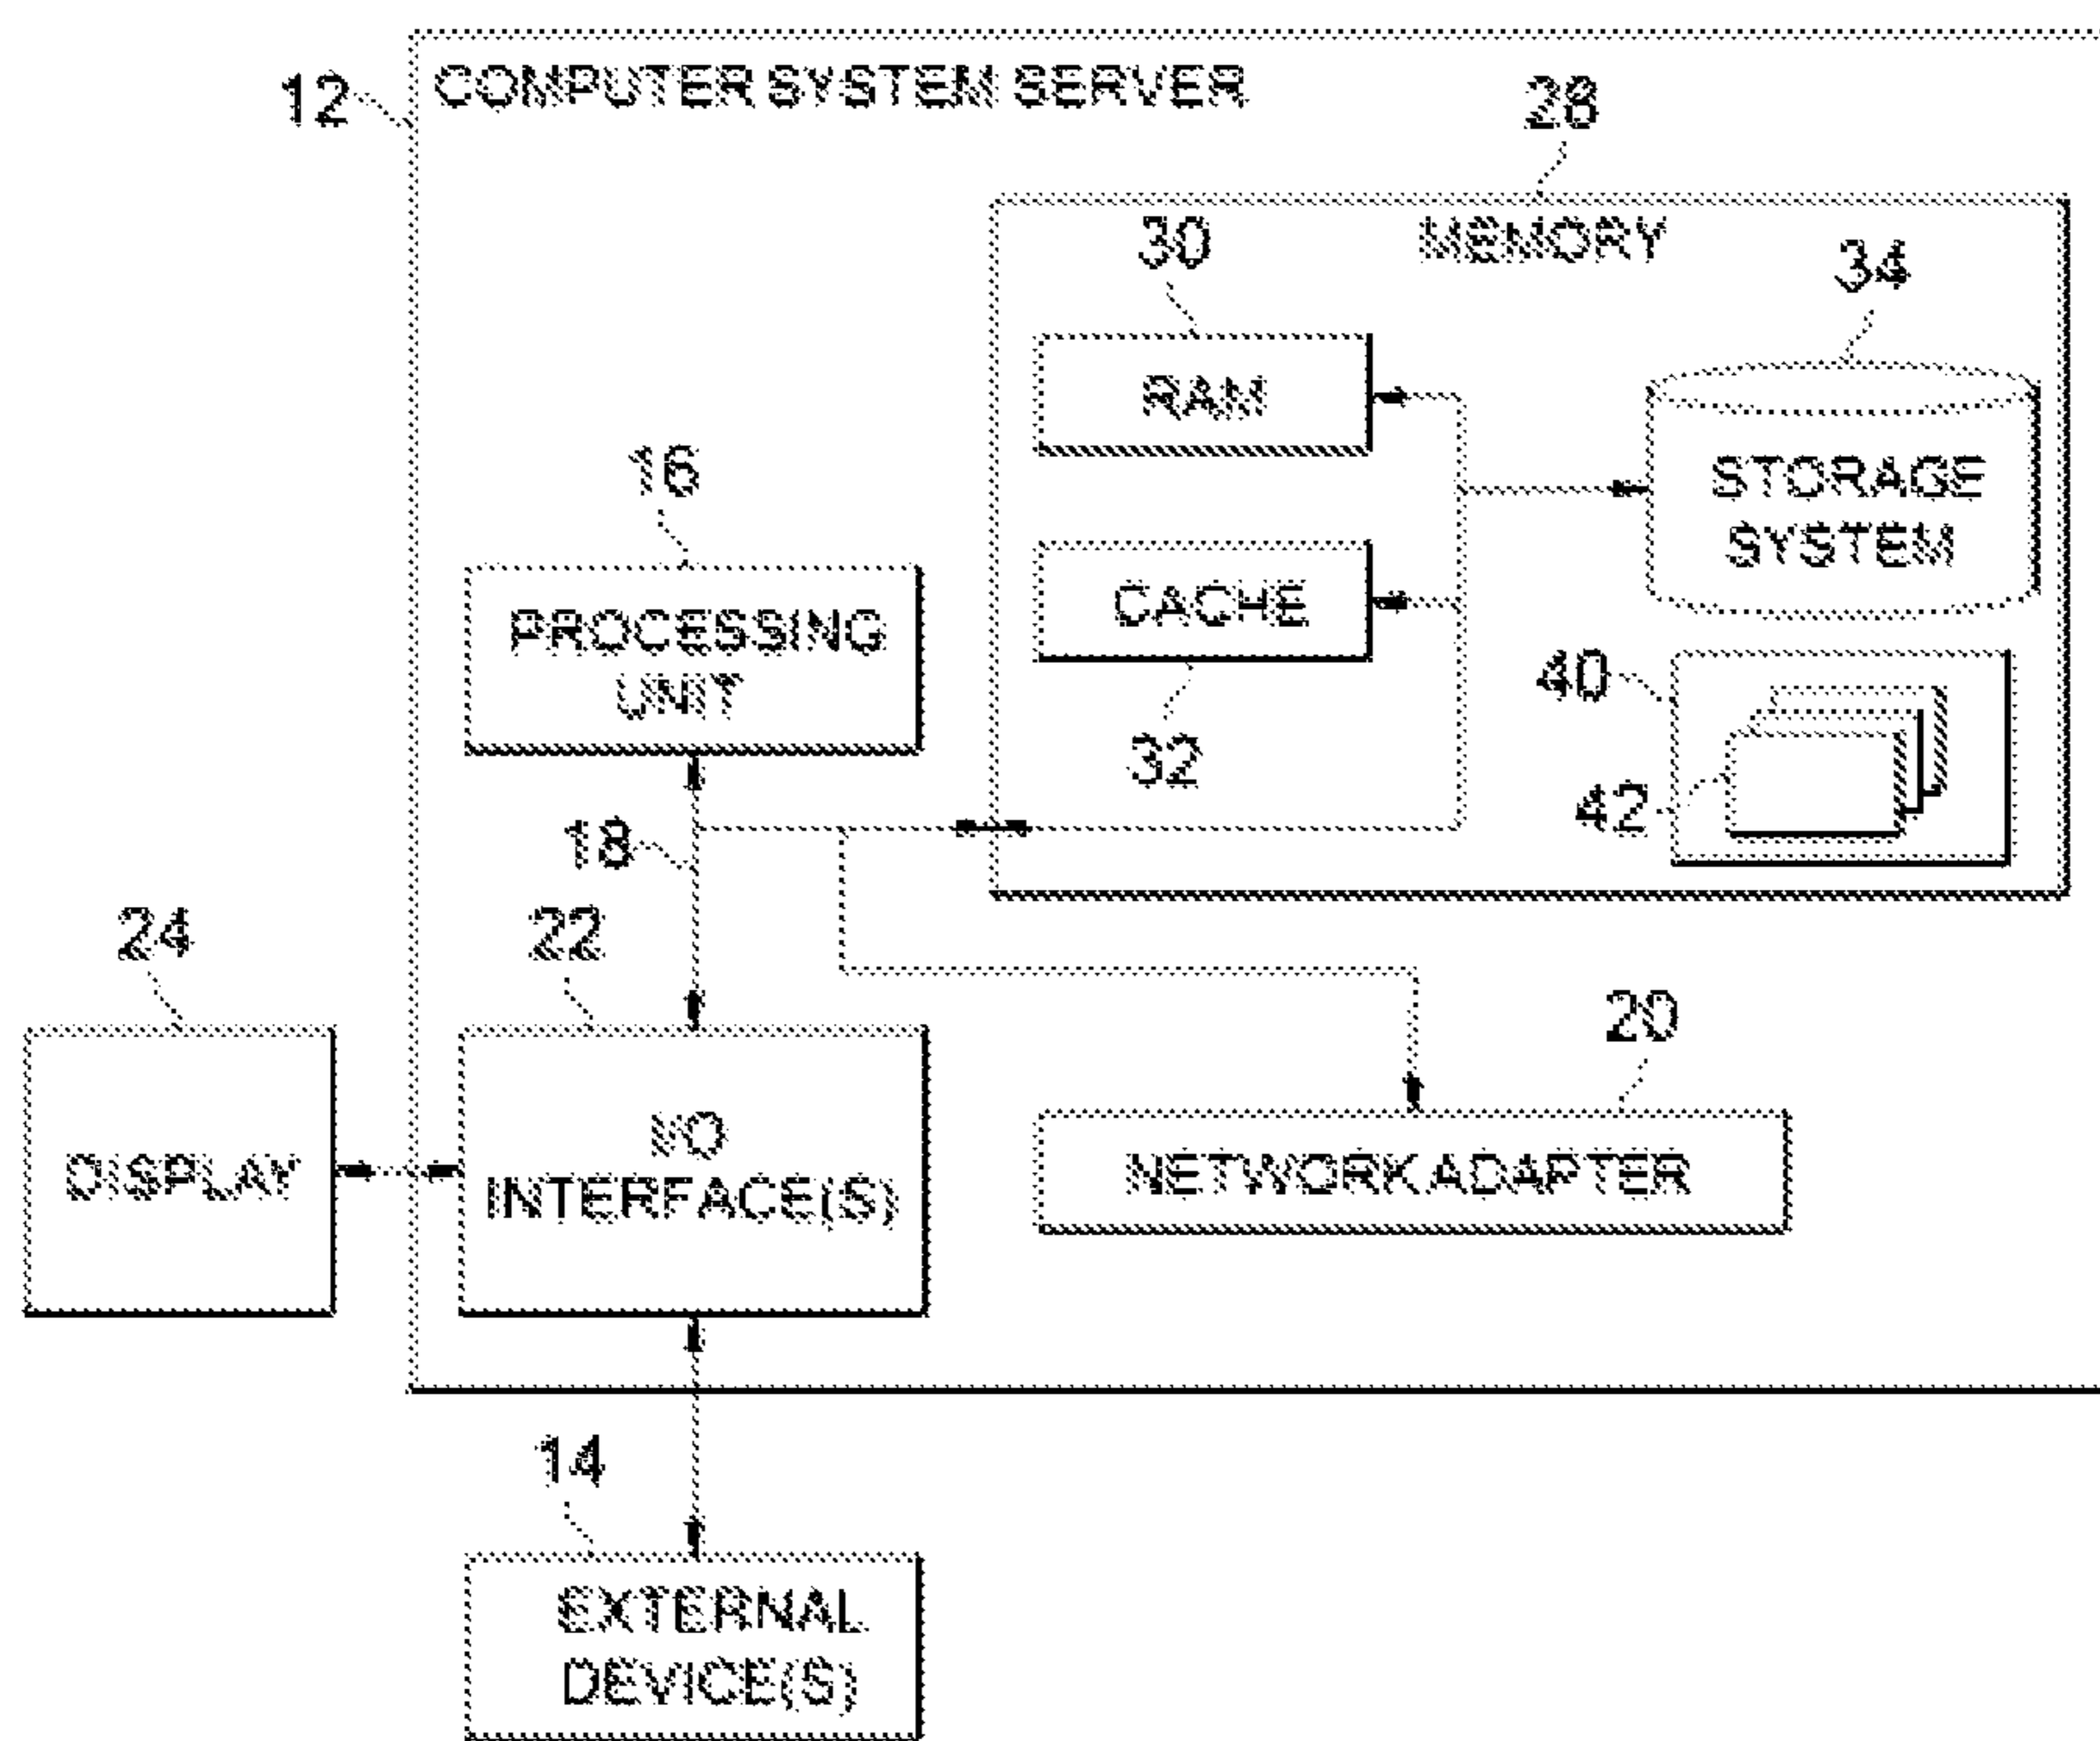 12
COMPUTER SYSTEM SERVER
28
MEMORY
30
34
RAM
16
STORAGE
SYSTEM
CACHE
PROCESSING
UNIT
40
32
42
18
24
22
20
I/O
INTERFACE(S)
DISPLAY
NETWORK ADAPTER
14
EXTERNAL
DEVICE(S)